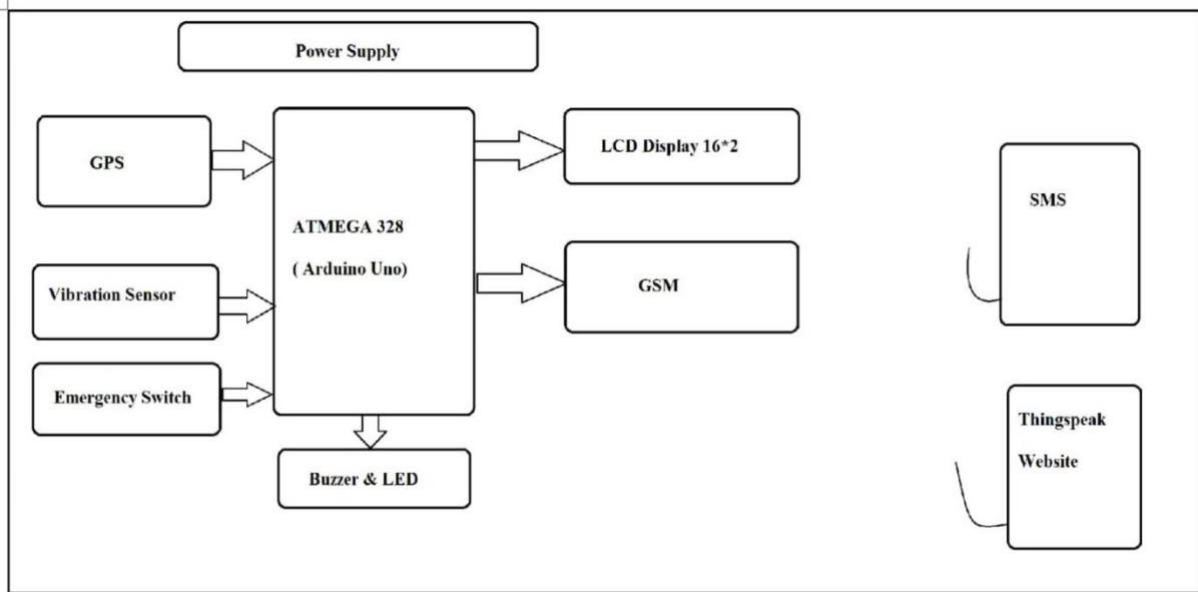 Power Supply
GPS
LCD Display 16*2
SMS
ATMEGA 328
( Arduino Uno)
Vibration Sensor
GSM
Emergency Switch
Thingspeak
Website
Buzzer & LED